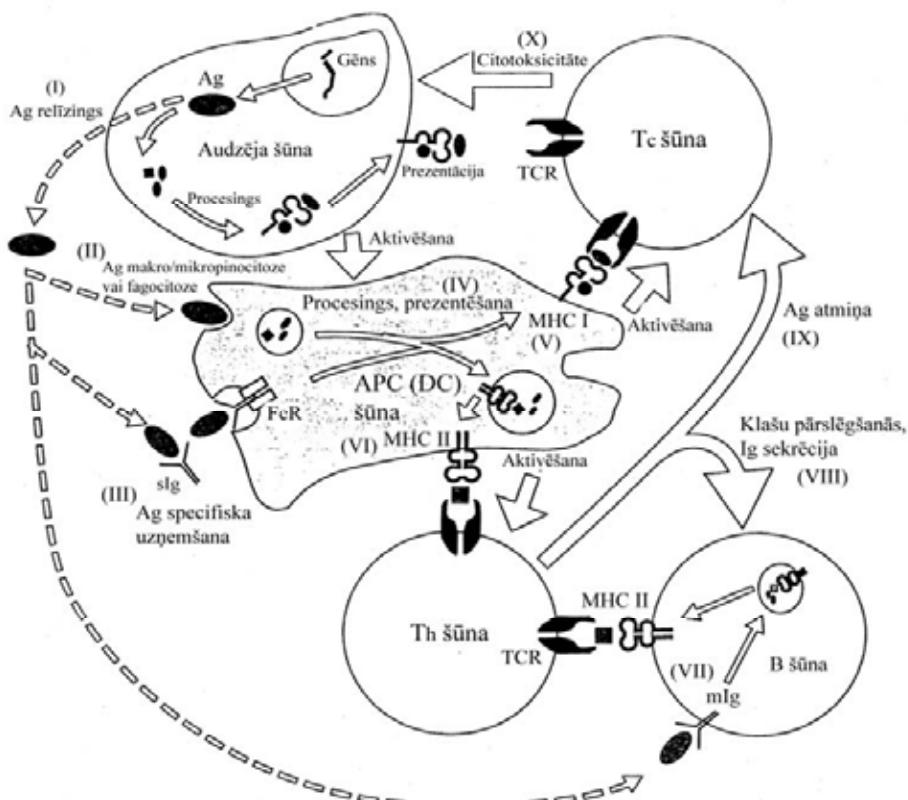 (X)
Citotoksicitāte
Gēns
Ag
(I)
Ag relīzings
Audzēja šūna
Tc šūna
TCR
Prezentācija
Procesings
Aktivēšana
(II)
Ag makro/mikropinocitoze
vai fagocitoze
(IV)
Procesings, prezentēšana
MHC I
(V)
Aktivēšana
Ag atmiņa
(IX)
APC (DC)
šūna
FcR
(VI) MHC II
Aktivēšana
Klašu pārslēgšanās,
Ig sekrēcija
(VIII)
(III)
sIg
Ag specifiska
uzņemšana
MHC II
Th šūna
TCR
(VII)
mIg
B šūna